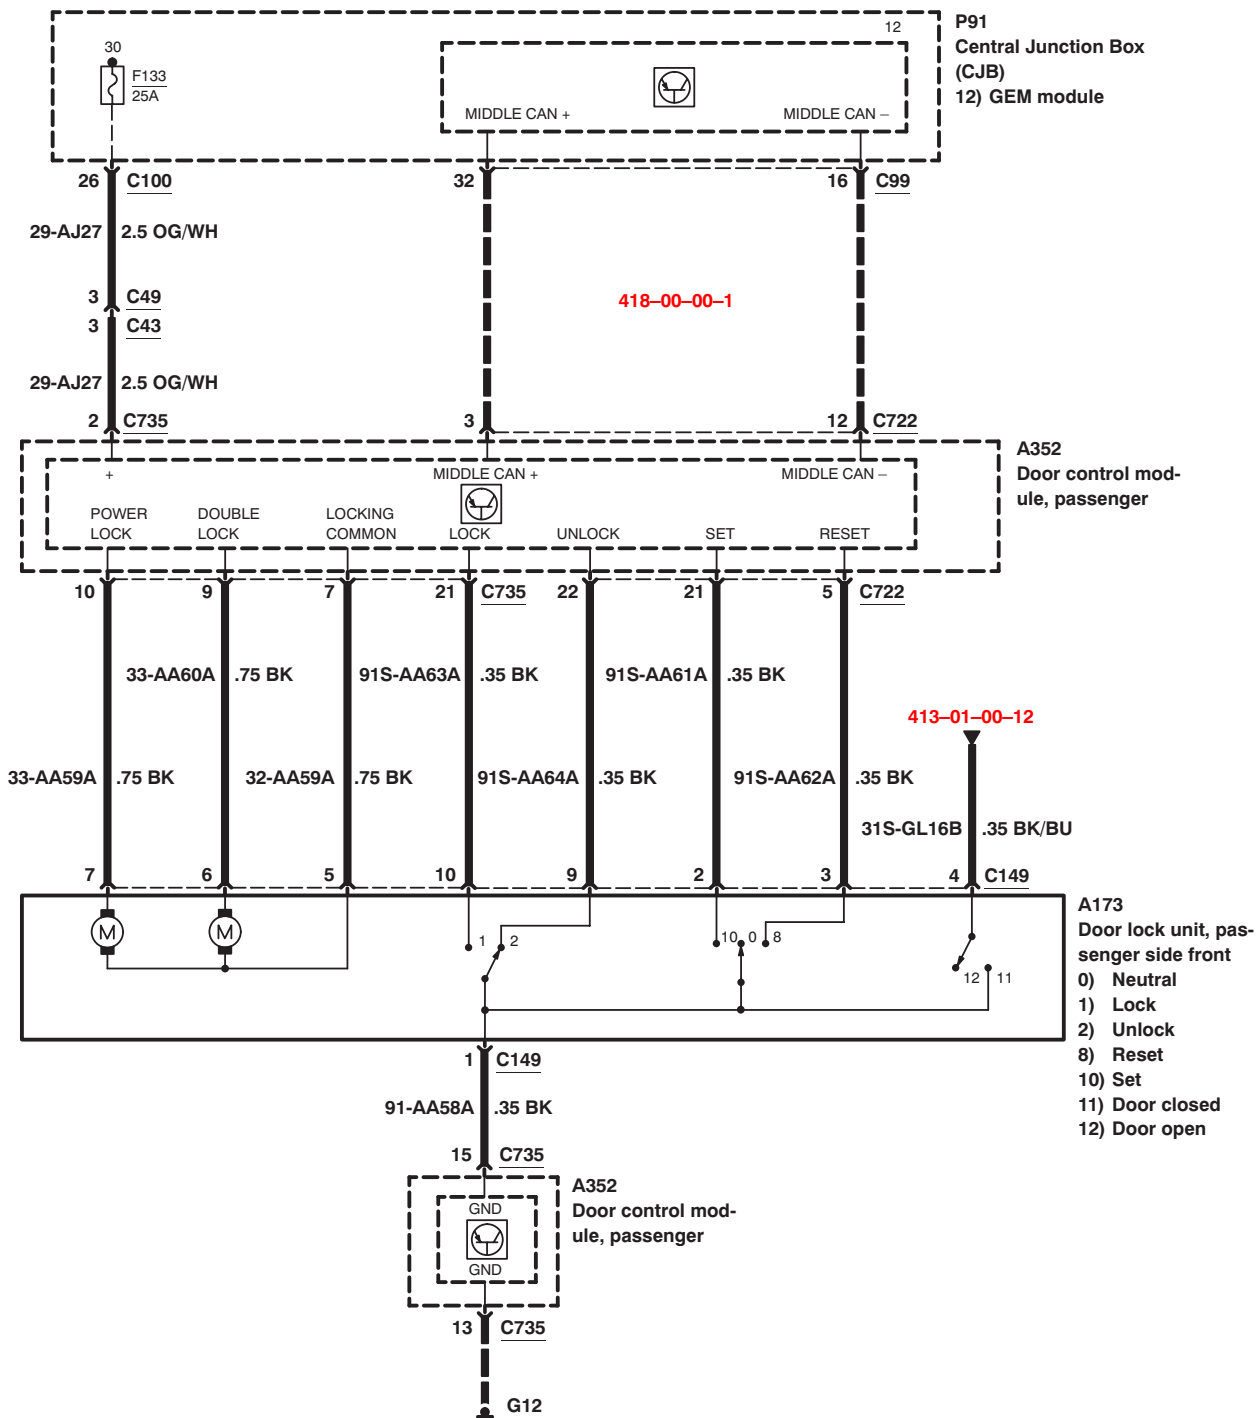 12
P91
Central Junction Box
(CJB)
12) GEM module
30
F133
25A
MIDDLE CAN +
MIDDLE CAN –
26 C100
32
16 C99
29-AJ27 2.5 OG/WH
3 C49
3 C43
418–00–00–1
29-AJ27 2.5 OG/WH
2 C735
3
12 C722
A352
Door control mod-
ule, passenger
+
MIDDLE CAN +
MIDDLE CAN –
POWER
LOCK
DOUBLE
LOCK
LOCKING
COMMON
LOCK
UNLOCK
SET
RESET
10
9
7
21 C735
22
21
5 C722
33-AA60A .75 BK
91S-AA63A .35 BK
91S-AA61A .35 BK
413–01–00–12
33-AA59A .75 BK
32-AA59A .75 BK
91S-AA64A .35 BK
91S-AA62A .35 BK
31S-GL16B .35 BK/BU
7
6
5
10
9
2
3
4 C149
M
M
1
2
10
0
8
12
11
A173
Door lock unit, pas-
senger side front
0) Neutral
1) Lock
2) Unlock
8) Reset
10) Set
11) Door closed
12) Door open
1 C149
91-AA58A .35 BK
15 C735
A352
Door control mod-
ule, passenger
GND
GND
13 C735
G12